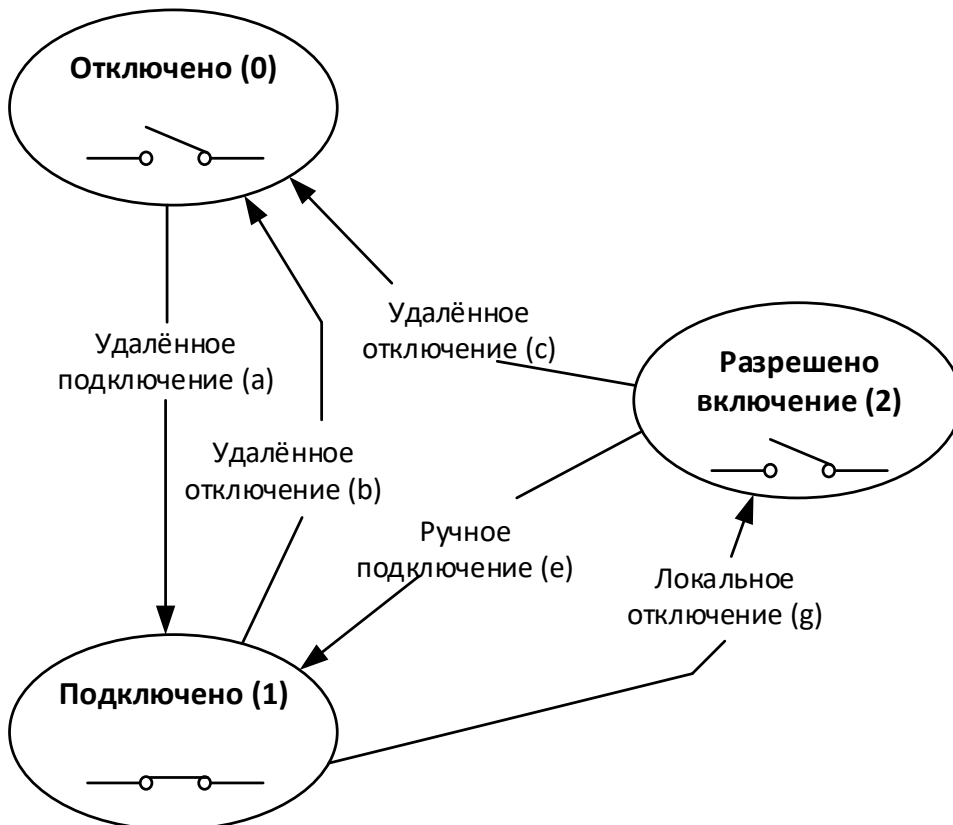 Отключено (0)
Удалённое
подключение (a)
Удалённое
отключение (b)
Удалённое
отключение (c)
Разрешено
включение (2)
Ручное
подключение (e)
Локальное
отключение (g)
Подключено (1)